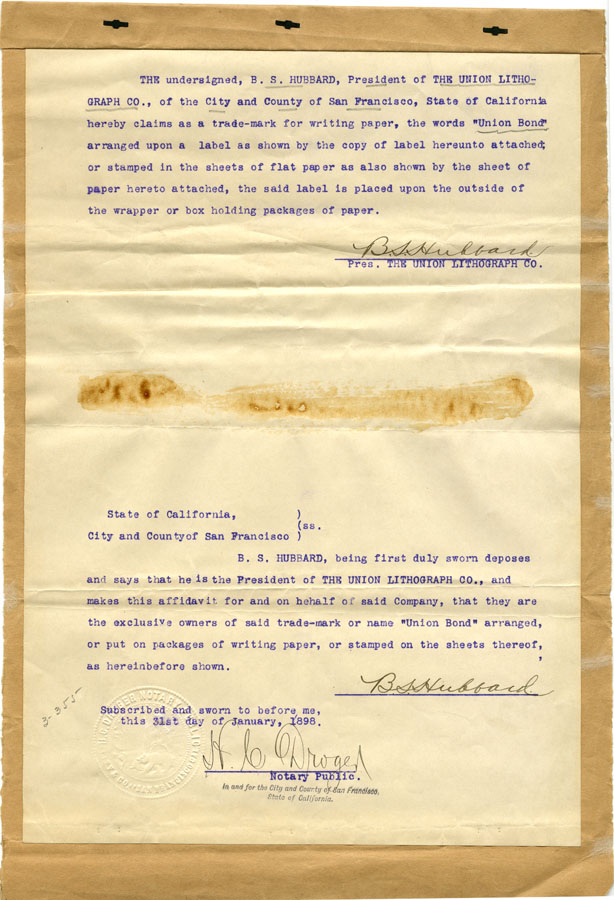 THE undersigned, B. S. HUBBARD, President of THE UNION LITHO-
GRAPH CO., of the City and County of San Francisco, State of California
hereby claims as a trade-mark for writing paper, the words "Union Bond"
arranged upon a label as shown by the copy of label hereunto attached;
or stamped in the sheets of flat paper as also shown by the sheet of
paper hereto attached, the said label is placed upon the outside of
the wrapper or box holding packages of paper.
B S Hubbard
Pres. THE UNION LITHOGRAPH CO.
State of California, )
(ss.
City and Countyof San Francisco )
B. S. HUBBARD, being first duly sworn deposes
and says that he is the President of THE UNION LITHOGRAPH CO., and
makes this affidavit for and on behalf of said Company, that they are
the exclusive owners of said trade-mark or name "Union Bond" arranged,
or put on packages of writing paper, or stamped on the sheets thereof,
as hereinbefore shown. '
B S Hubbard
3-355
Subscribed and sworn to before me,
this 31st day of January, 1898.
H. C. Droger
Notary Public.
In and for the City and County of San Francisco,
State of California.